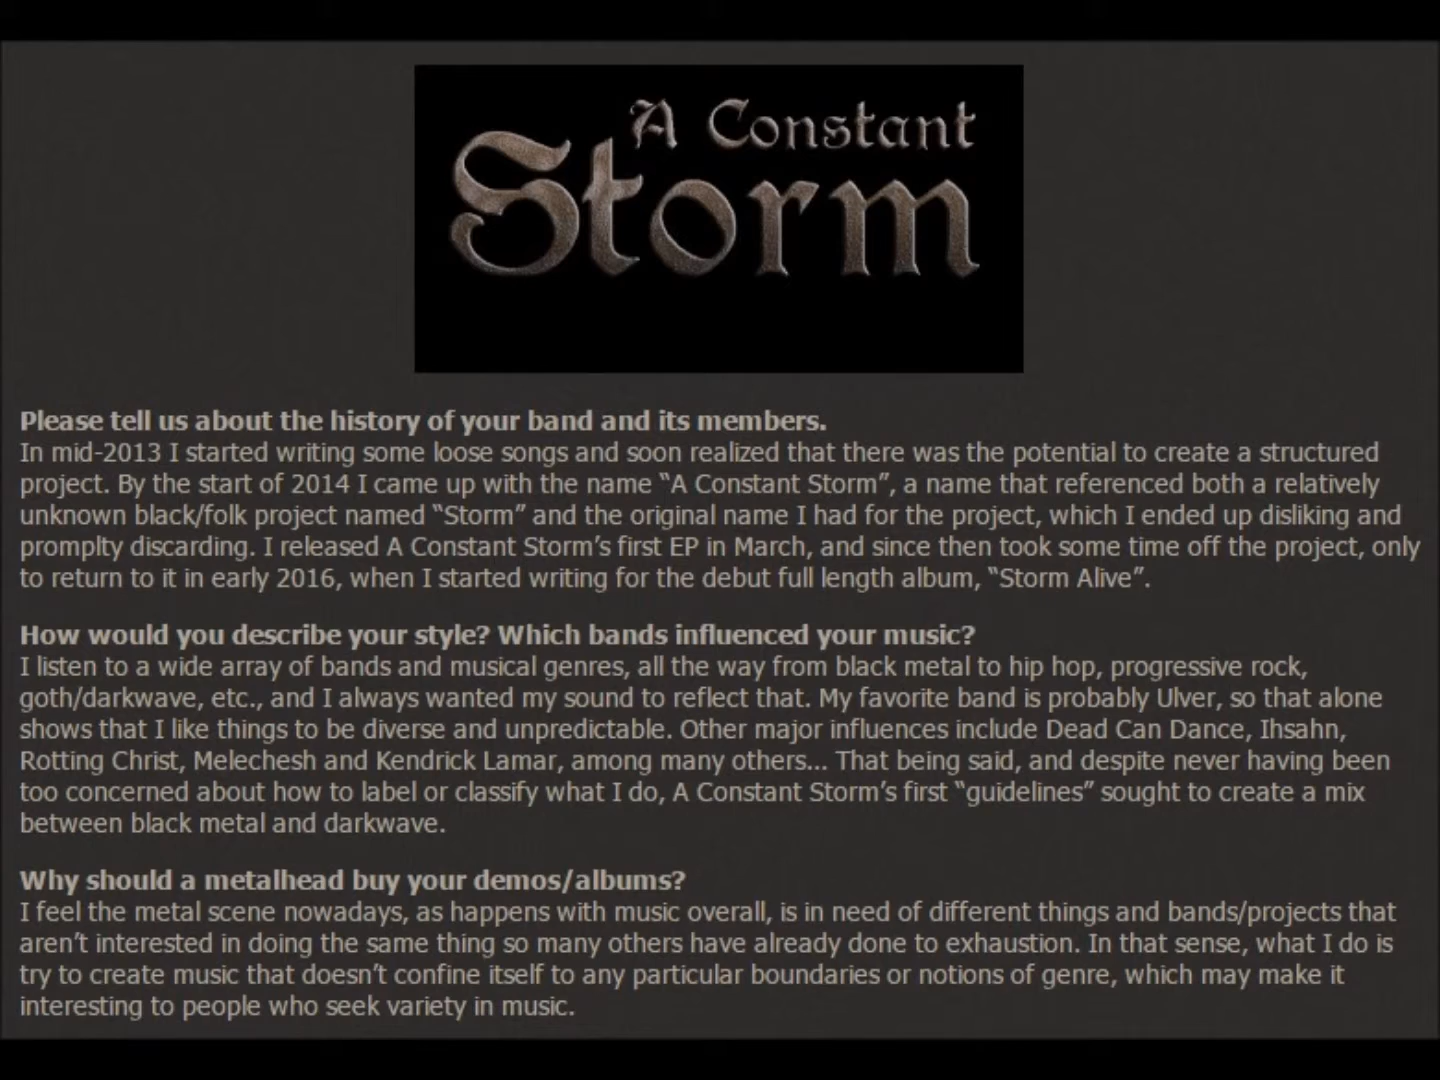 A Constant
Storm
Please tell us about the history of your band and its members.
In mid-2013 I started writing some loose songs and soon realized that there was the potential to create a structured
project. By the start of 2014 I came up with the name “A Constant Storm”, a name that referenced both a relatively
unknown black/folk project named “Storm” and the original name I had for the project, which I ended up disliking and
promplty discarding. I released A Constant Storm’s first EP in March, and since then took some time off the project, only
to return to it in early 2016, when I started writing for the debut full length album, “Storm Alive”.
How would you describe your style? Which bands influenced your music?
I listen to a wide array of bands and musical genres, all the way from black metal to hip hop, progressive rock,
goth/darkwave, etc., and I always wanted my sound to reflect that. My favorite band is probably Ulver, so that alone
shows that I like things to be diverse and unpredictable. Other major influences include Dead Can Dance, Ihsahn,
Rotting Christ, Melechesh and Kendrick Lamar, among many others... That being said, and despite never having been
too concerned about how to label or classify what I do, A Constant Storm’s first “guidelines” sought to create a mix
between black metal and darkwave.
Why should a metalhead buy your demos/albums?
I feel the metal scene nowadays, as happens with music overall, is in need of different things and bands/projects that
aren’t interested in doing the same thing so many others have already done to exhaustion. In that sense, what I do is
try to create music that doesn’t confine itself to any particular boundaries or notions of genre, which may make it
interesting to people who seek variety in music.